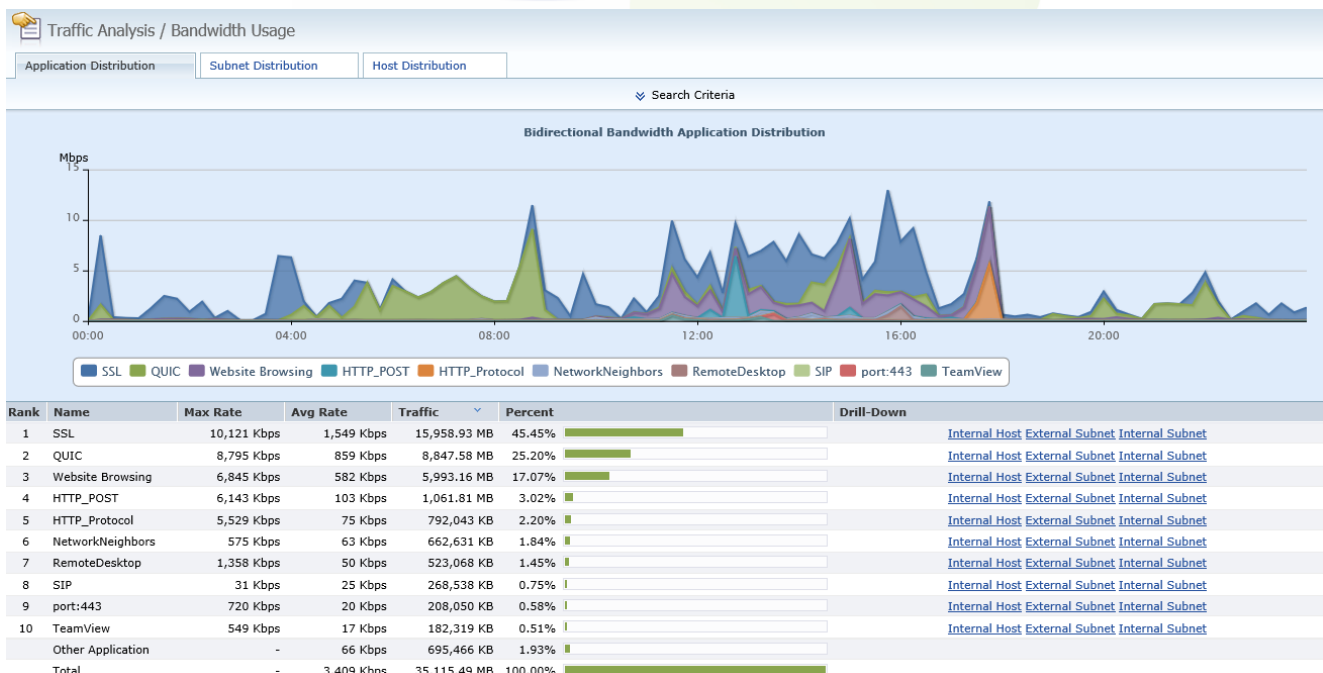 Traffic Analysis / Bandwidth Usage
Application Distribution Subnet Distribution Host Distribution
Search Criteria
Bidirectional Bandwidth Application Distribution
Mbps
15
10
5
0
00:00 04:00 08:00 12:00 16:00 20:00
SSL QUIC Website Browsing HTTP_POST HTTP_Protocol NetworkNeighbors RemoteDesktop SIP port:443 TeamView
Rank Name Max Rate Avg Rate Traffic Percent Drill-Down
1 SSL 10,121 Kbps 1,549 Kbps 15,958.93 MB 45.45% Internal Host External Subnet Internal Subnet
2 QUIC 8,795 Kbps 859 Kbps 8,847.58 MB 25.20% Internal Host External Subnet Internal Subnet
3 Website Browsing 6,845 Kbps 582 Kbps 5,993.16 MB 17.07% Internal Host External Subnet Internal Subnet
4 HTTP_POST 6,143 Kbps 103 Kbps 1,061.81 MB 3.02% Internal Host External Subnet Internal Subnet
5 HTTP_Protocol 5,529 Kbps 75 Kbps 792,043 KB 2.20% Internal Host External Subnet Internal Subnet
6 NetworkNeighbors 575 Kbps 63 Kbps 662,631 KB 1.84% Internal Host External Subnet Internal Subnet
7 RemoteDesktop 1,358 Kbps 50 Kbps 523,068 KB 1.45% Internal Host External Subnet Internal Subnet
8 SIP 31 Kbps 25 Kbps 268,538 KB 0.75% Internal Host External Subnet Internal Subnet
9 port:443 720 Kbps 20 Kbps 208,050 KB 0.58% Internal Host External Subnet Internal Subnet
10 TeamView 549 Kbps 17 Kbps 182,319 KB 0.51% Internal Host External Subnet Internal Subnet
Other Application - 66 Kbps 695,466 KB 1.93%
Total - 3,409 Kbps 35,115.49 MB 100.00%